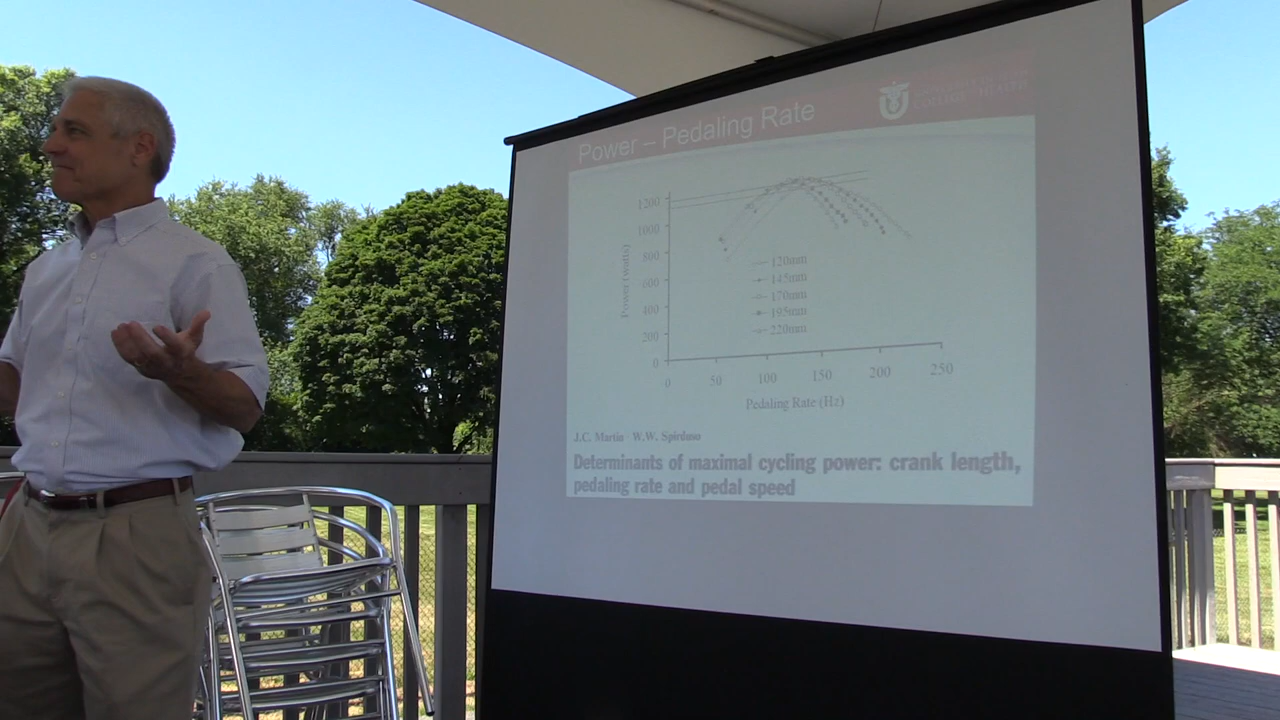 Power – Pedaling Rate
1200
1000
800
600
400
200
0
Power (watts)
120mm
145mm
170mm
195mm
220mm
0 50 100 150 200 250
Pedaling Rate (Hz)
J.C. Martin W.W. Spirduso
Determinants of maximal cycling power: crank length,
pedaling rate and pedal speed